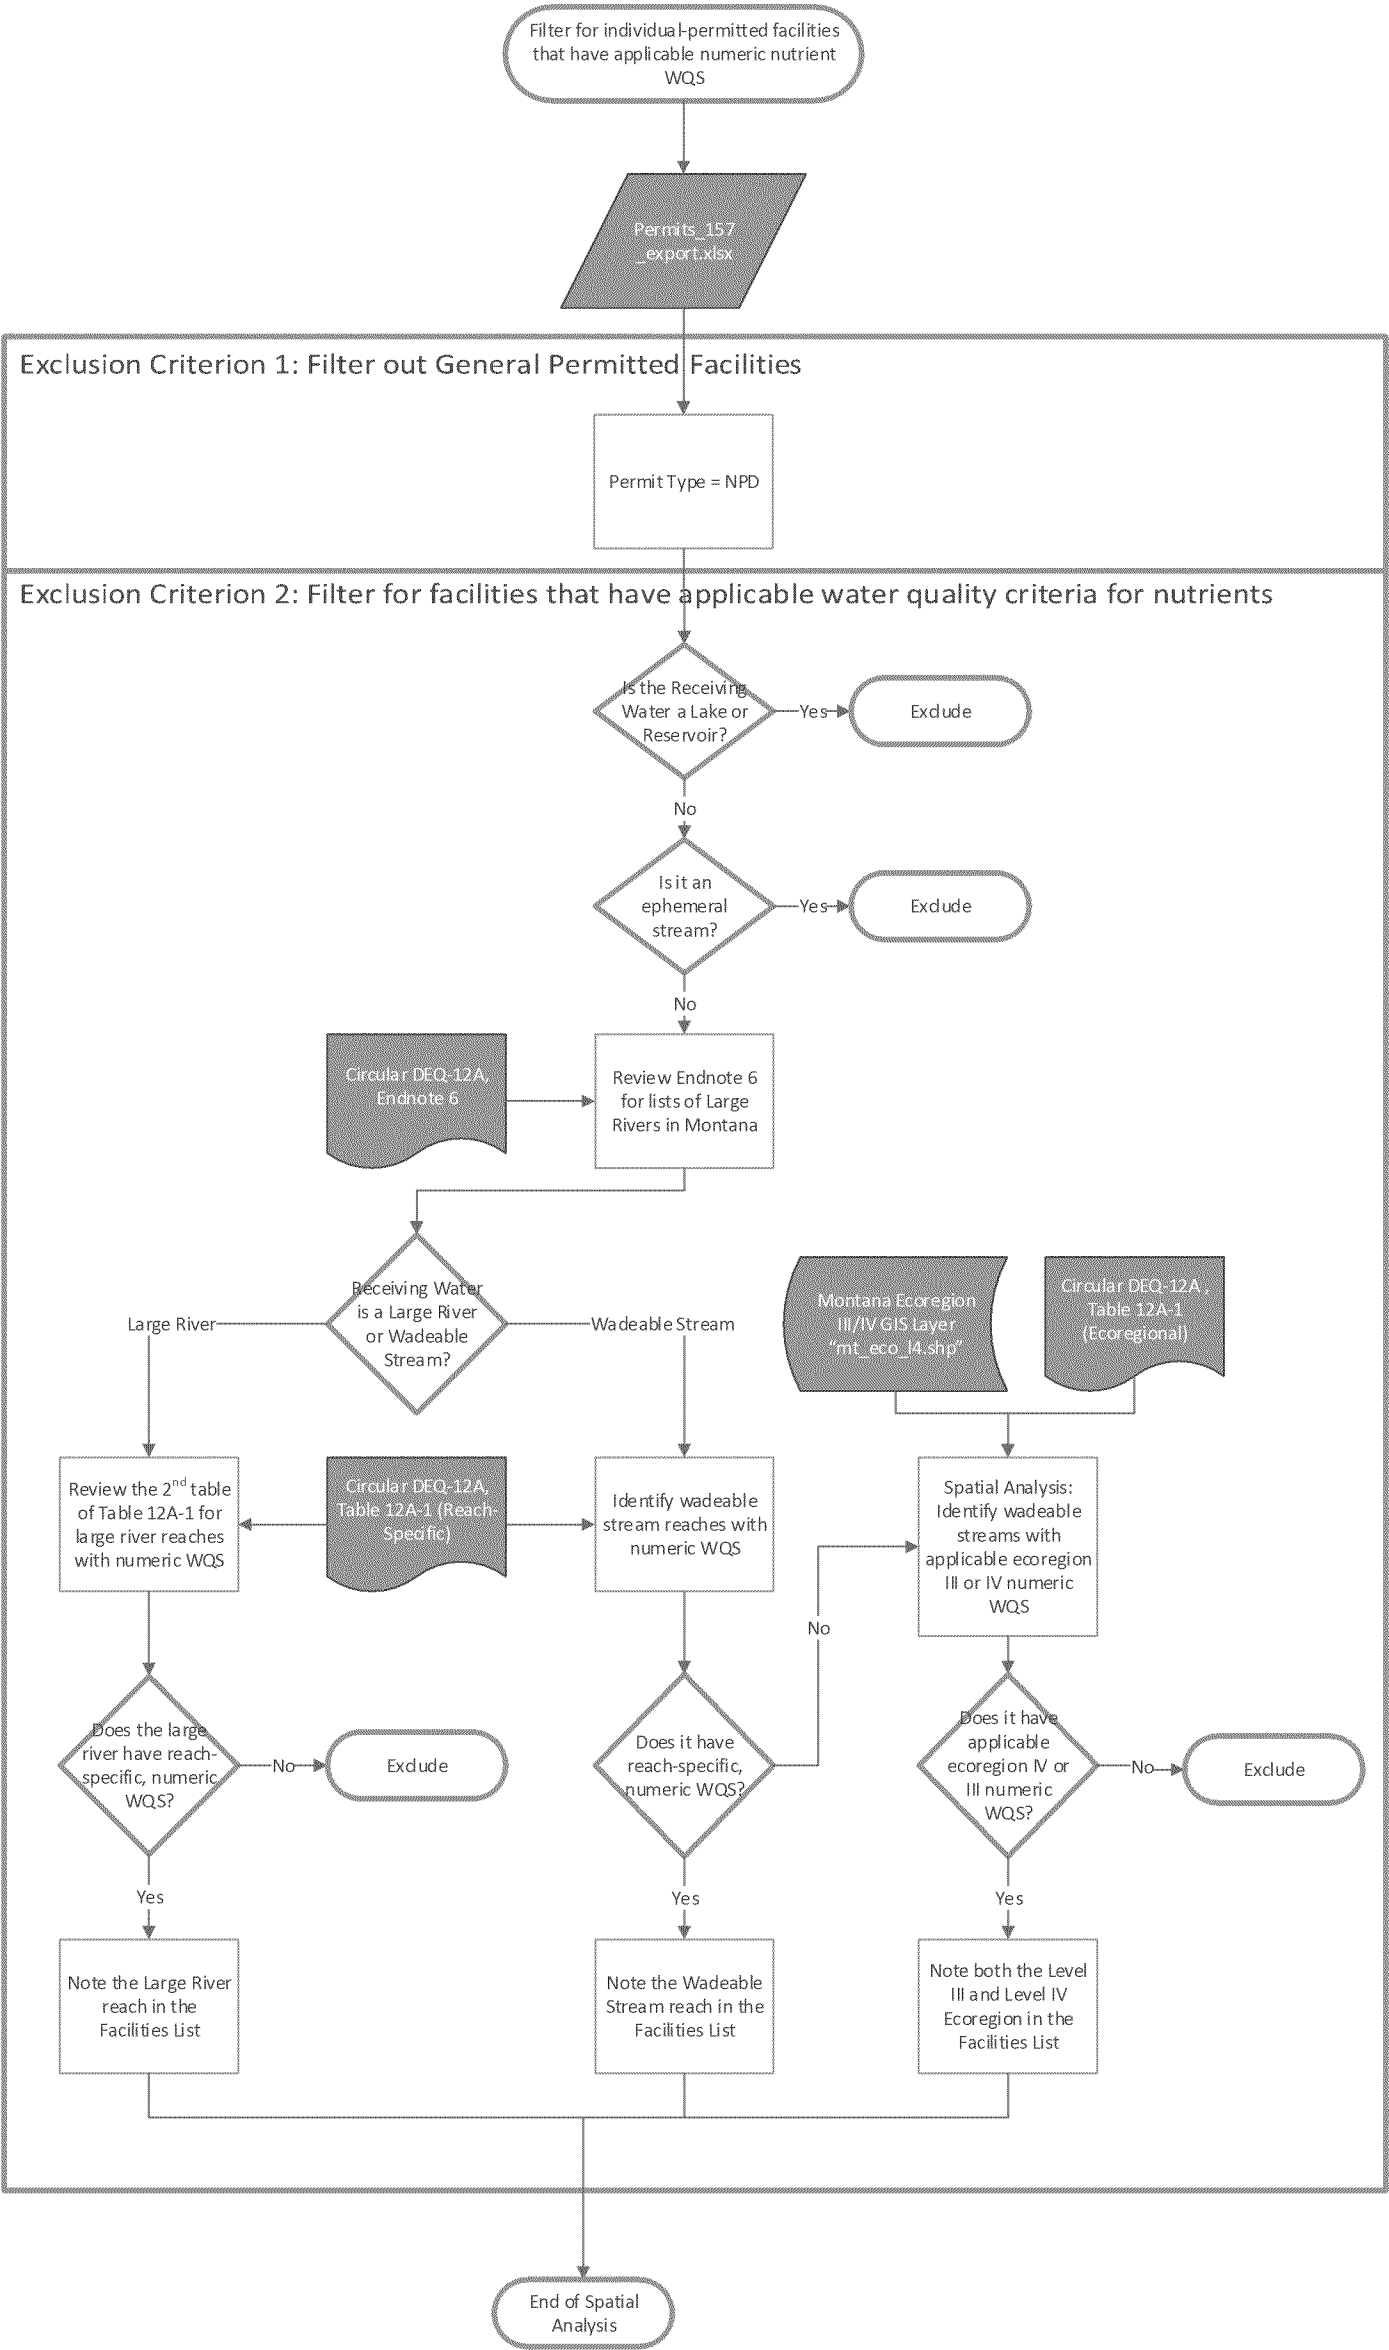 Filter for individual-permitted facilities
that have applicable numeric nutrient
WQS
Permits_157
_export.xlsx
Exclusion Criterion 1: Filter out General Permitted Facilities
Permit Type = NPD
Exclusion Criterion 2: Filter for facilities that have applicable water quality criteria for nutrients
Is the Receiving
Water a Lake or
Reservoir?
Yes
Exclude
No
Is it an
ephemeral
stream?
Yes
Exclude
No
Circular DEQ-12A,
Endnote 6
Review Endnote 6
for lists of Large
Rivers in Montana
Receiving Water
is a Large River
or Wadeable
Stream?
Large River
Wadeable Stream
Montana Ecoregion
III/IV GIS Layer
“mt_eco_l4.shp”
Circular DEQ-12A ,
Table 12A-1
(Ecoregional)
Review the 2nd table
of Table 12A-1 for
large river reaches
with numeric WQS
Circular DEQ-12A,
Table 12A-1 (Reach-
Specific)
Identify wadeable
stream reaches with
numeric WQS
Spatial Analysis:
Identify wadeable
streams with
applicable ecoregion
III or IV numeric
WQS
No
Does the large
river have reach-
specific, numeric
WQS?
No
Exclude
Does it have
reach-specific,
numeric WQS?
Does it have
applicable
ecoregion IV or
III numeric
WQS?
No
Exclude
Yes
Yes
Yes
Note the Large River
reach in the
Facilities List
Note the Wadeable
Stream reach in the
Facilities List
Note both the Level
III and Level IV
Ecoregion in the
Facilities List
End of Spatial
Analysis